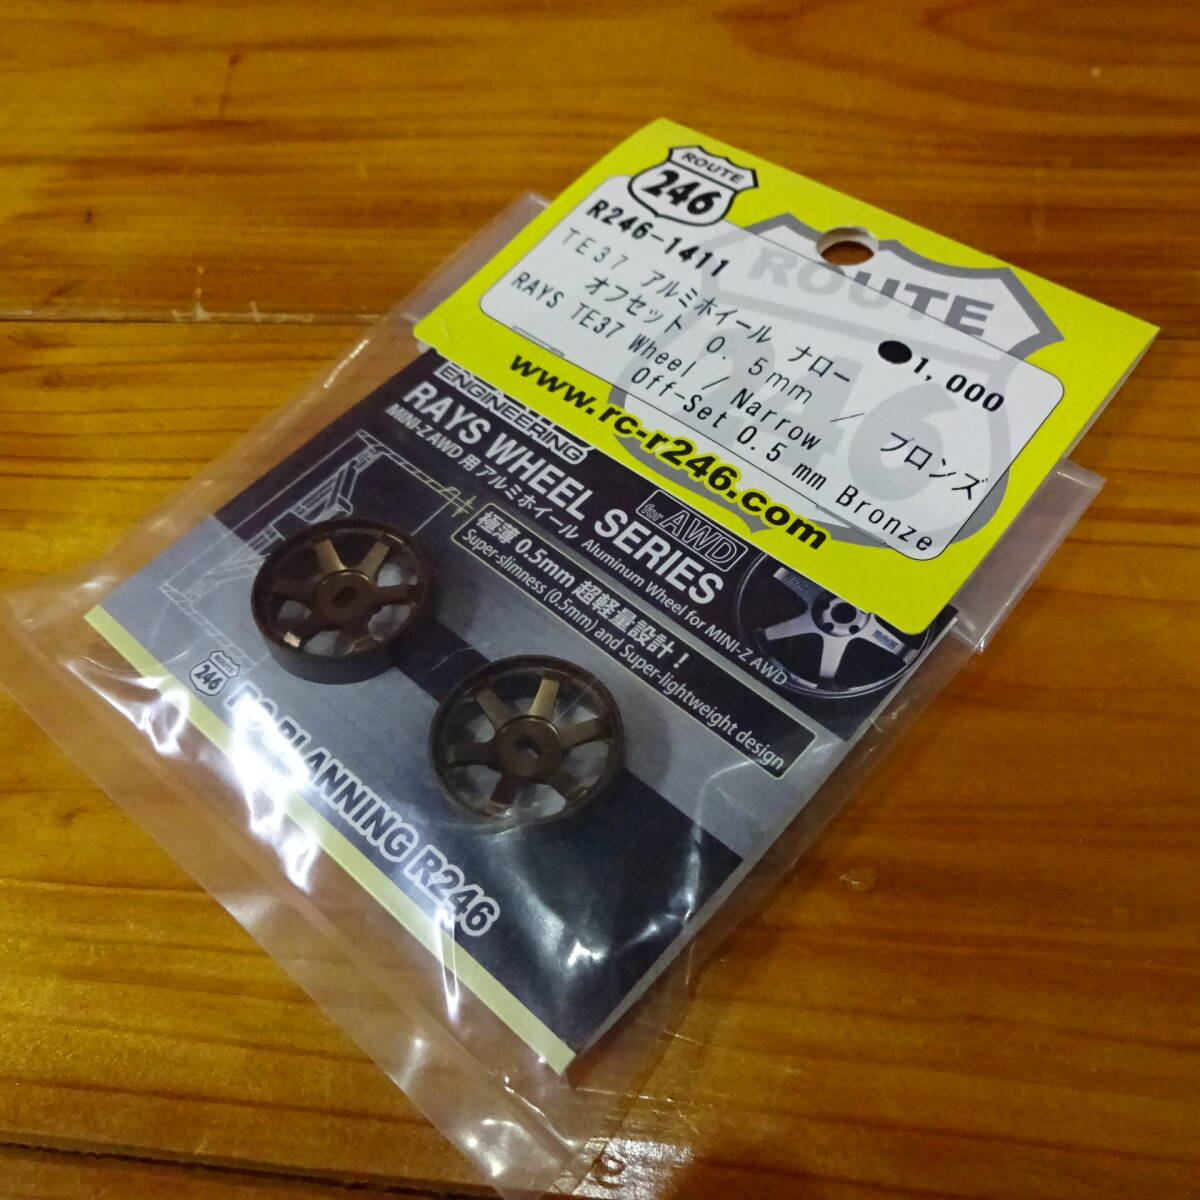 ROUTE
246
R246-1411
ROUTE
246
●1,000
TE37 アルミホイール ナロー
オフセット 0.5mm / ブロンズ
RAYS TE37 Wheel / Narrow
Off-Set 0.5 mm Bronze
www.rc-r246.com
ENGINEERING
RAYS WHEEL SERIES
for AWD
MINI-Z AWD 用 アルミホイール Aluminum Wheel for MINI-Z AWD
極薄 0.5mm 超軽量設計！
Super-slimness (0.5mm) and Super-lightweight design
ROUTE
246
RC PLANNING R246